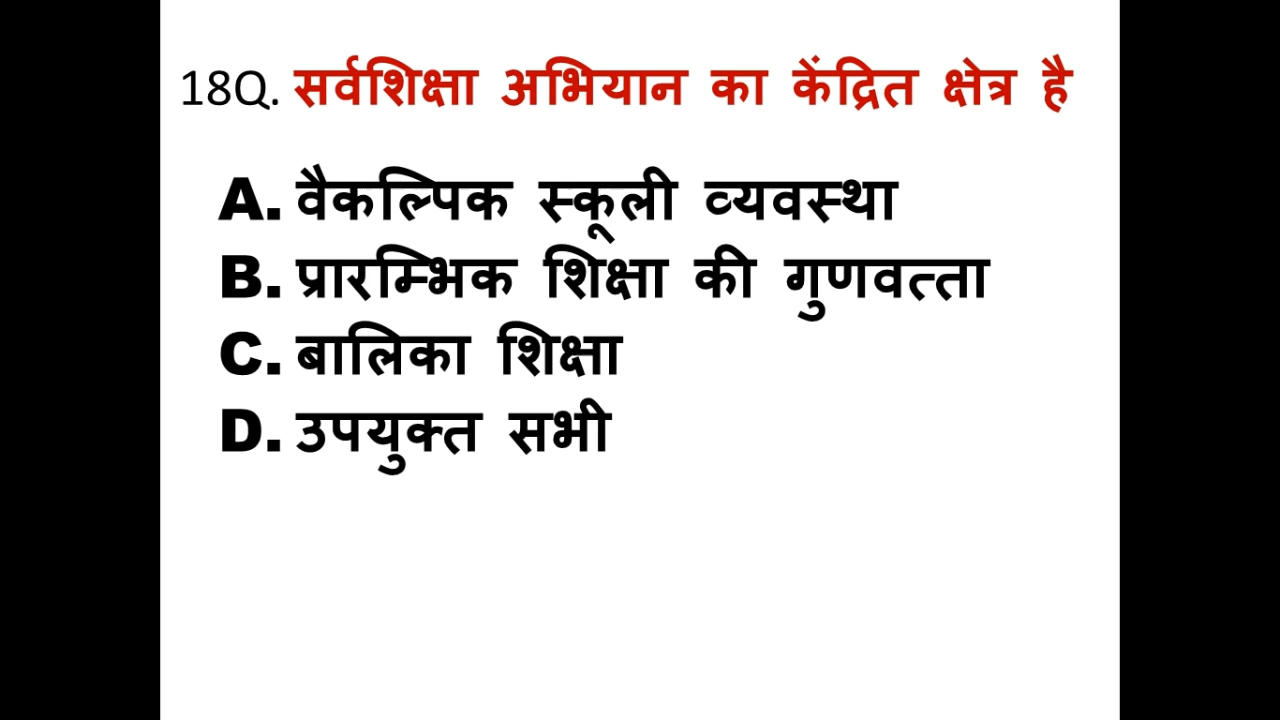 18Q. सर्वशिक्षा अभियान का केंद्रित क्षेत्र है
A. वैकल्पिक स्कूली व्यवस्था
B. प्रारम्भिक शिक्षा की गुणवत्ता
C. बालिका शिक्षा
D. उपयुक्त सभी